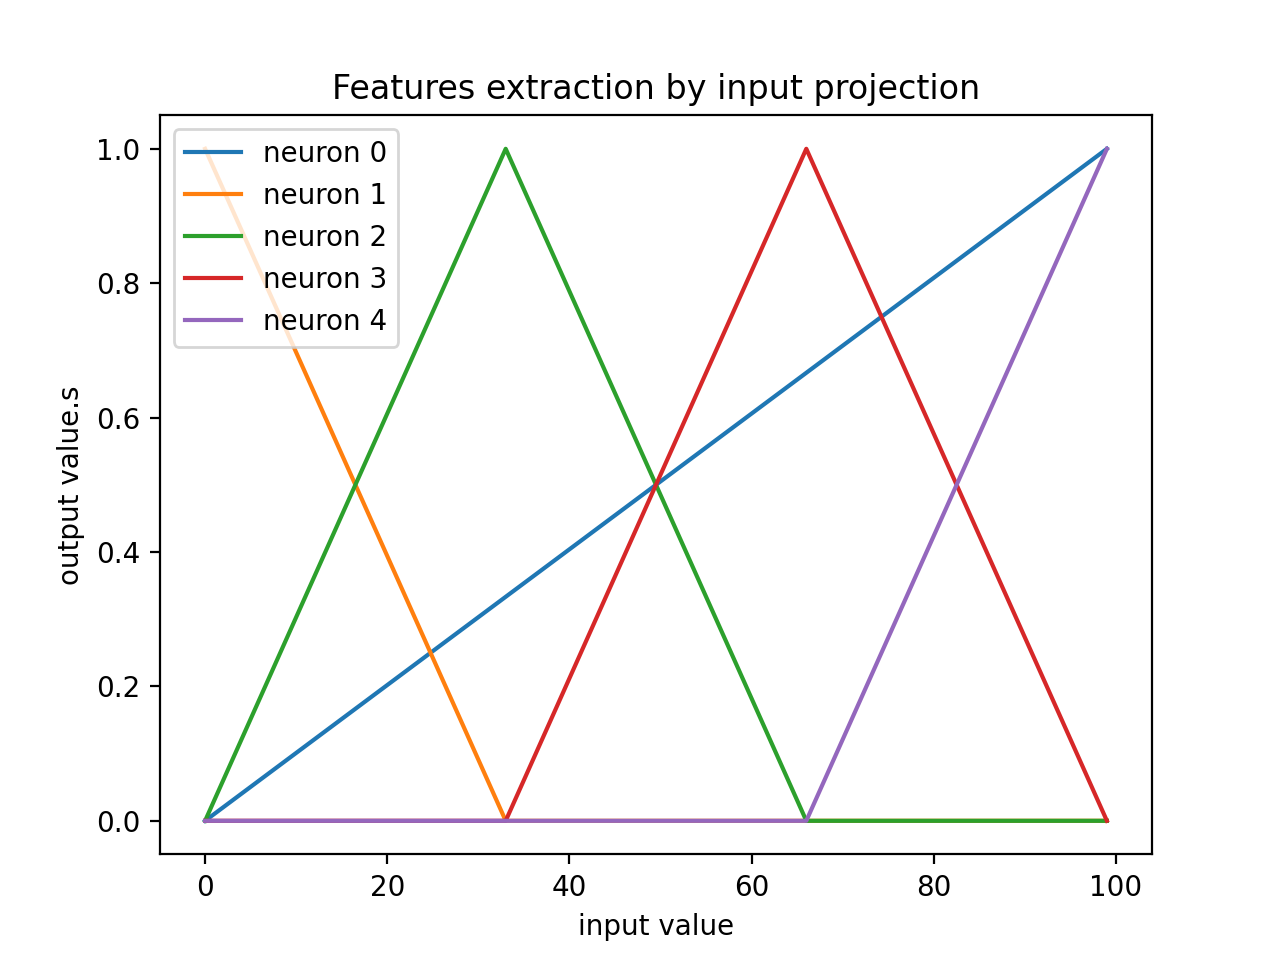 Features extraction by input projection
neuron 0
neuron 1
neuron 2
neuron 3
neuron 4
1.0
0.8
0.6
0.4
0.2
0.0
output value.s
0 20 40 60 80 100
input value